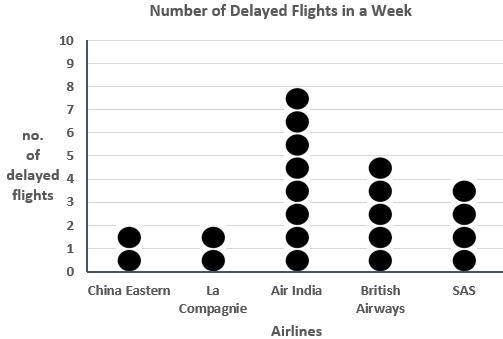 Number of Delayed Flights in a Week
10
9
8
7
6
5
4
3
2
1
0
no.
of
delayed
flights
China Eastern
La
Compagnie
Air India
British
Airways
SAS
Airlines